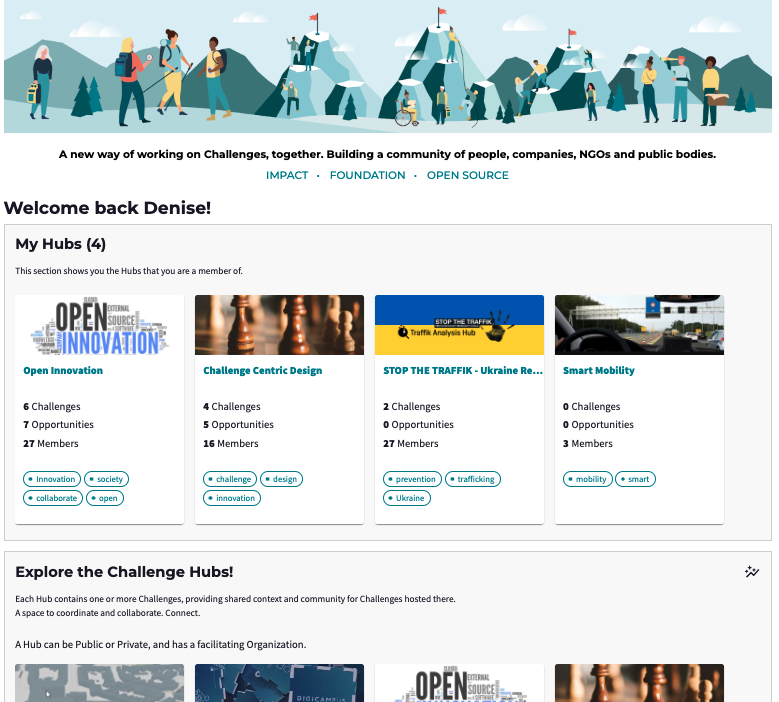 A new way of working on Challenges, together. Building a community of people, companies, NGOs and public bodies.
IMPACT • FOUNDATION • OPEN SOURCE
Welcome back Denise!
My Hubs (4)
This section shows you the Hubs that you are a member of.
OPEN
EXTERNAL
SOURCE
SOFTWARE
INNOVATION
STOP THE TRAFFIK
Traffik Analysis Hub
Open Innovation
Challenge Centric Design
STOP THE TRAFFIK - Ukraine Re...
Smart Mobility
6 Challenges
4 Challenges
2 Challenges
0 Challenges
7 Opportunities
5 Opportunities
0 Opportunities
0 Opportunities
27 Members
16 Members
27 Members
3 Members
• Innovation • society
• challenge • design
• prevention • trafficking
• mobility • smart
• collaborate • open
• innovation
• Ukraine
Explore the Challenge Hubs!
Each Hub contains one or more Challenges, providing shared context and community for Challenges hosted there.
A space to coordinate and collaborate. Connect.
A Hub can be Public or Private, and has a facilitating Organization.
DIGICAMPUS
OPEN
EXTERNAL
SOURCE